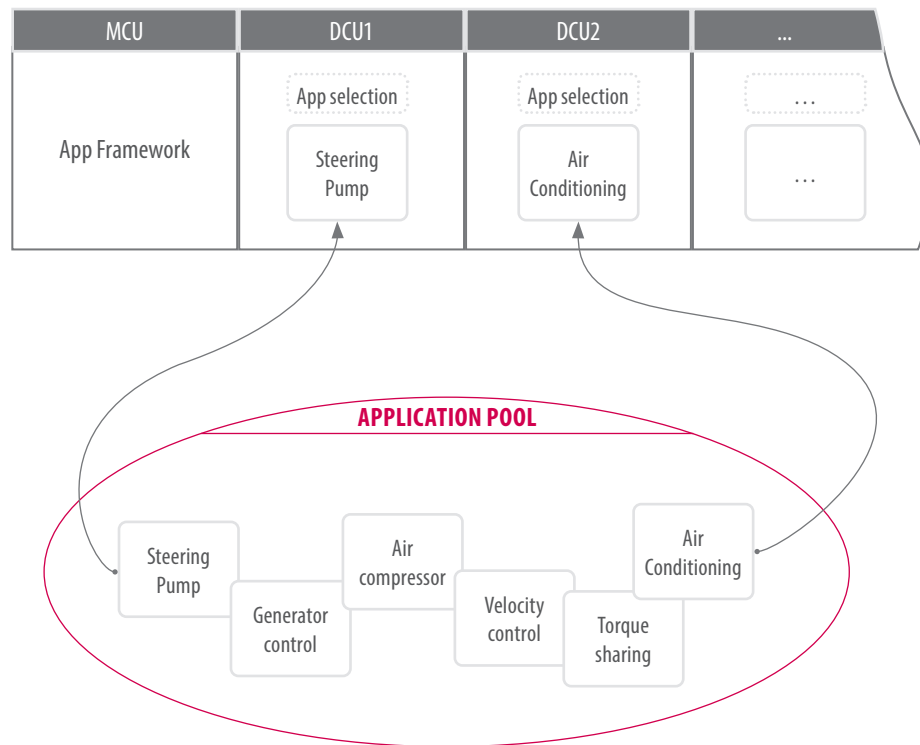 MCU
DCU1
DCU2
...
App selection
App selection
...
App Framework
Steering
Pump
Air
Conditioning
...
APPLICATION POOL
Steering
Pump
Generator
control
Air
compressor
Velocity
control
Torque
sharing
Air
Conditioning